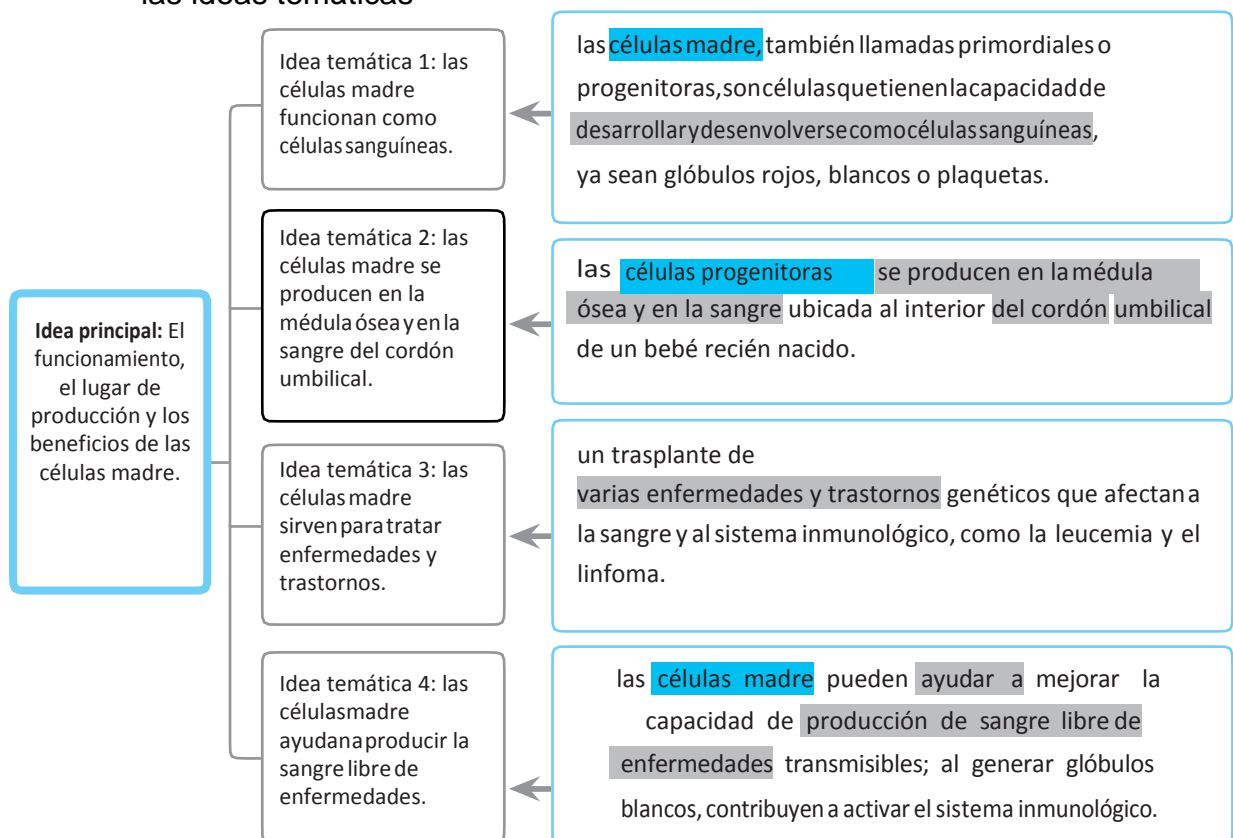 las ideas temáticas
Idea temática 1: las
células madre
funcionan como
células sanguíneas.
las células madre, también llamadas primordiales o
progenitoras, son células que tienen la capacidad de
desarrollar y desenvolverse como células sanguíneas,
ya sean glóbulos rojos, blancos o plaquetas.
Idea temática 2: las
células madre se
producen en la
médula ósea y en la
sangre del cordón
umbilical.
las células progenitoras se producen en la médula
ósea y en la sangre ubicada al interior del cordón umbilical
de un bebé recién nacido.
Idea principal: El
funcionamiento,
el lugar de
producción y los
beneficios de las
células madre.
Idea temática 3: las
células madre
sirven para tratar
enfermedades y
trastornos.
un trasplante de
varias enfermedades y trastornos genéticos que afectan a
la sangre y al sistema inmunológico, como la leucemia y el
linfoma.
Idea temática 4: las
células madre
ayudan a producir la
sangre libre de
enfermedades.
las células madre pueden ayudar a mejorar la
capacidad de producción de sangre libre de
enfermedades transmisibles; al generar glóbulos
blancos, contribuyen a activar el sistema inmunológico.